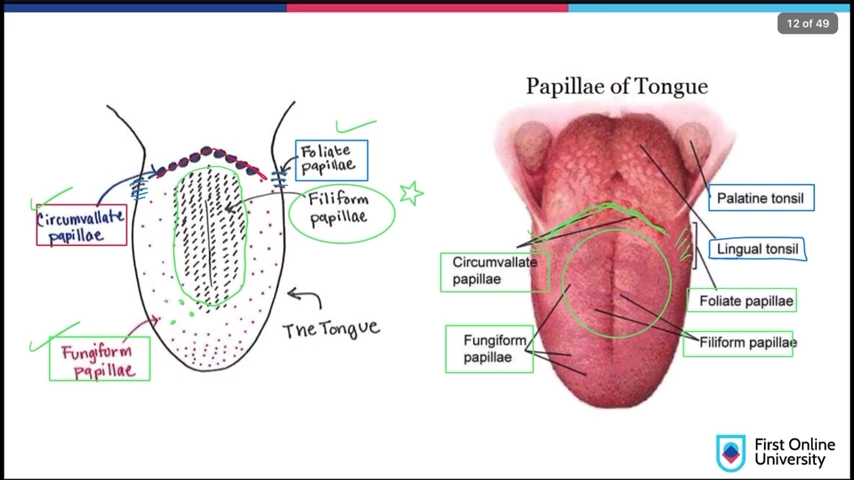 12 of 49
Papillae of Tongue
Foliate
papillae
Filiform
papillae
Circumvallate
papillae
Fungiform
papillae
The Tongue
Palatine tonsil
Lingual tonsil
Circumvallate
papillae
Foliate papillae
Fungiform
papillae
Filiform papillae
First Online
University